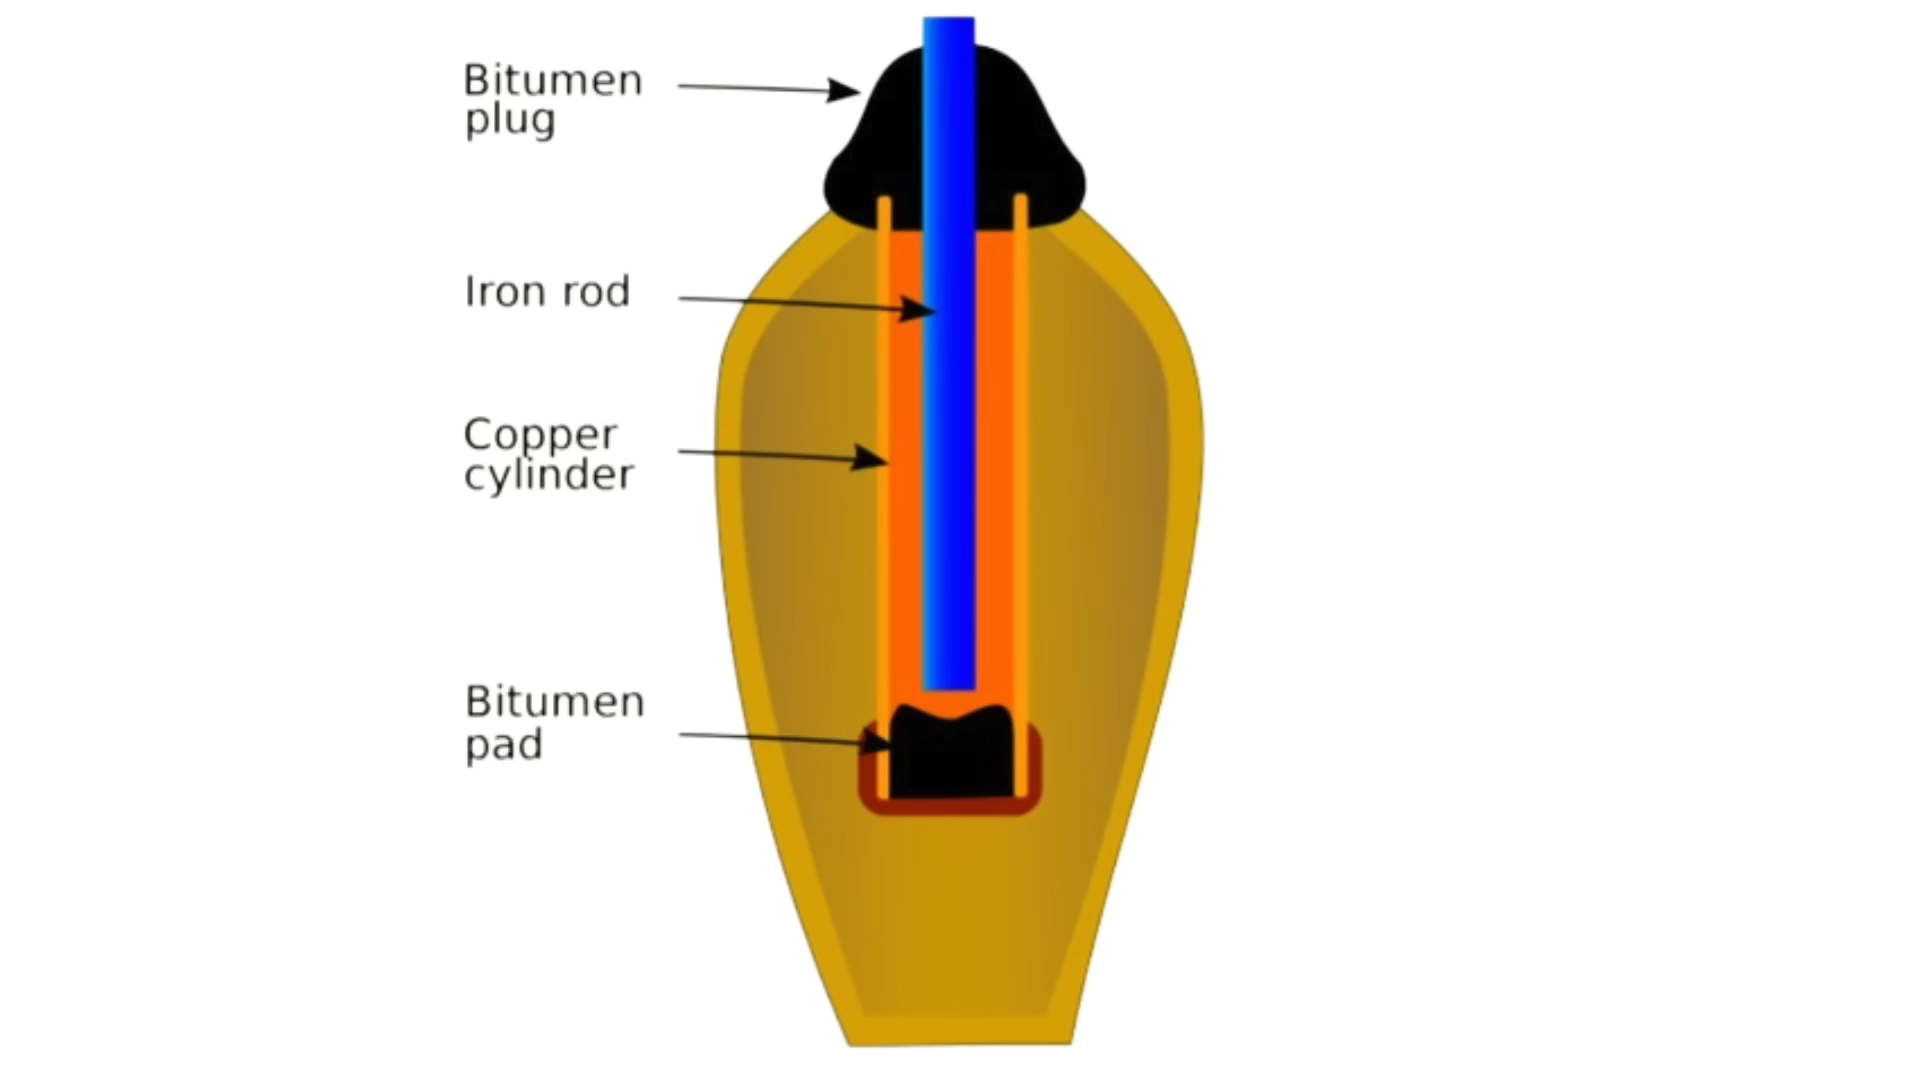 Bitumen
plug
Iron rod
Copper
cylinder
Bitumen
pad